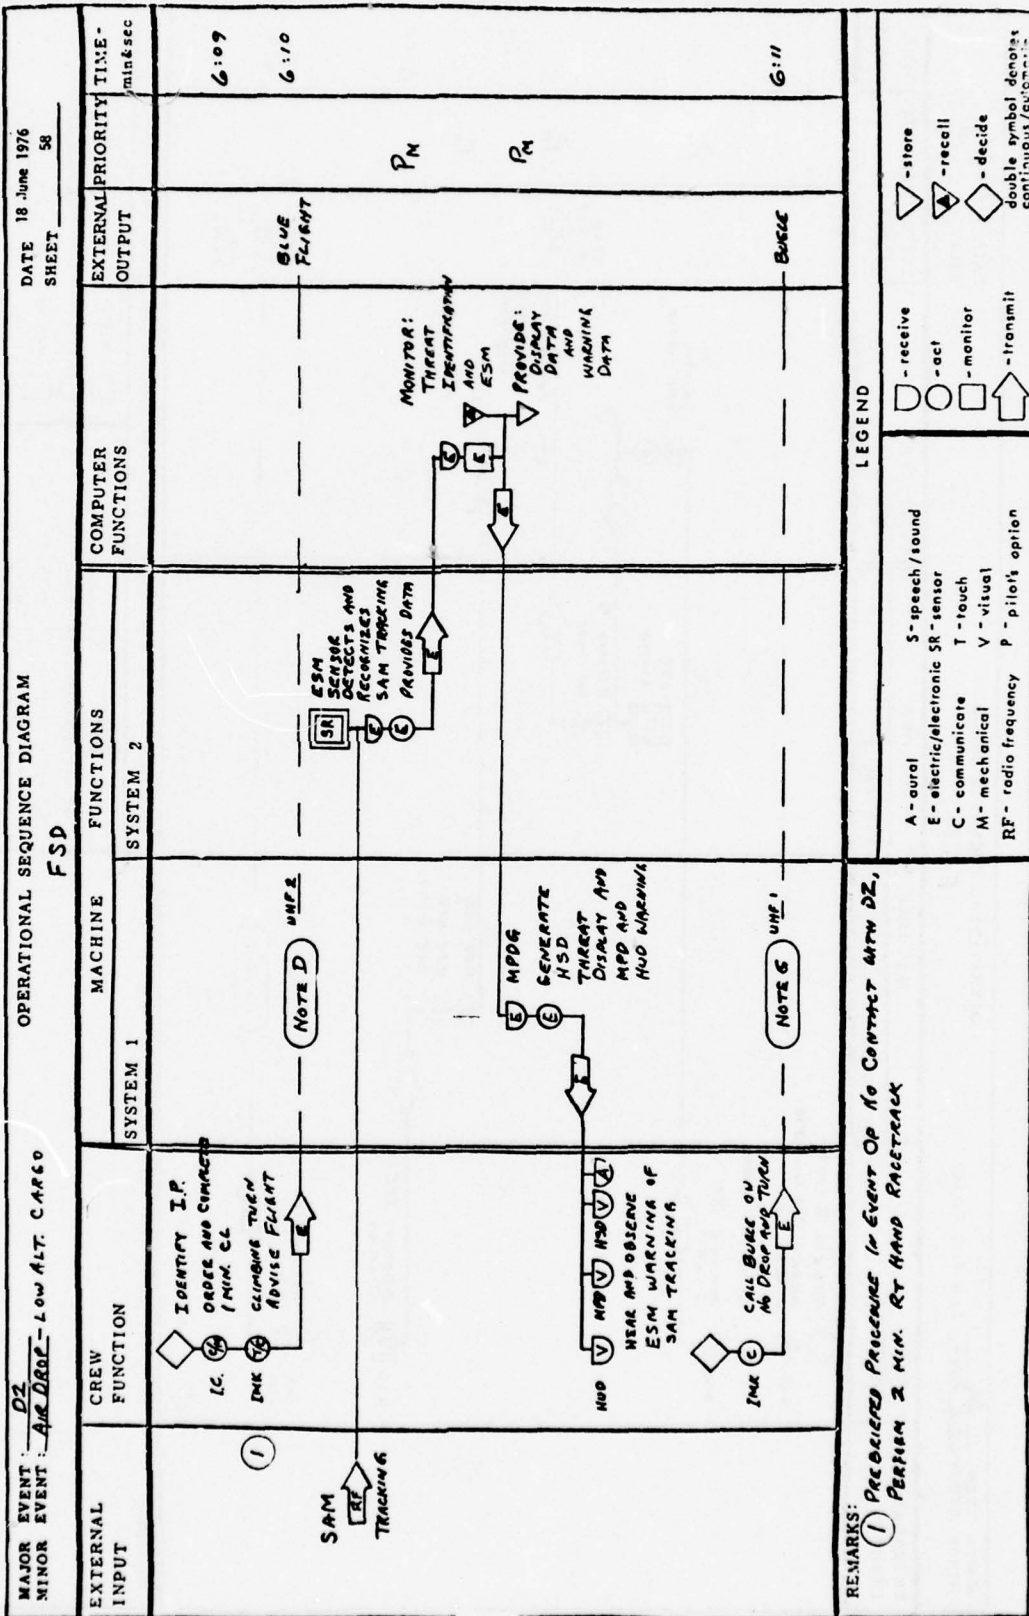 MAJOR EVENT: DZ
MINOR EVENT: AIR DROP - LOW ALT. CARGO
OPERATIONAL SEQUENCE DIAGRAM
FSD
DATE 18 June 1976
SHEET 58
EXTERNAL
INPUT
CREW
FUNCTION
MACHINE FUNCTIONS
SYSTEM 1
SYSTEM 2
COMPUTER
FUNCTIONS
EXTERNAL
OUTPUT
PRIORITY
TIME-
min&sec
IDENTIFY I.P.
ORDER AND COMPLETE
1 MIN. CL
I.C.
CLIMBING TURN
ADVISE FLIGHT
IMK
1
E
NOTE D
UHF 2
BLUE
FLIGHT
6:09
6:10
SAM
RF
TRACKING
SR
ESM
SENSOR
DETECTS AND
RECOGNIZES
SAM TRACKING
E
E
PROVIDES DATA
E
E
E
MONITOR:
THREAT
IDENTIFICATION
AND
ESM
PM
PROVIDE:
DISPLAY
DATA
AND
WARNING
DATA
PM
E
E
MPDG
E
GENERATE
HSD
THREAT
DISPLAY AND
MPD AND
HUD WARNING
E
HUD V MPD V HSD V A
HEAR AND OBSERVE
ESM WARNING OF
SAM TRACKING
IMK C
CALL BUGLE ON
NO DROP AND TURN
E
NOTE G
UHF 1
BUGLE
6:11
REMARKS:
1 PREBRIEFED PROCEDURE IN EVENT OF NO CONTACT WITH DZ,
PERFORM 2 MIN. RT HAND RACETRACK
LEGEND
A - aural
E - electric/electronic
C - communicate
M - mechanical
RF - radio frequency
S - speech/sound
SR - sensor
T - touch
V - visual
P - pilot's option
- receive
- act
- monitor
- transmit
- store
- recall
- decide
double symbol denotes
continuous/automatic